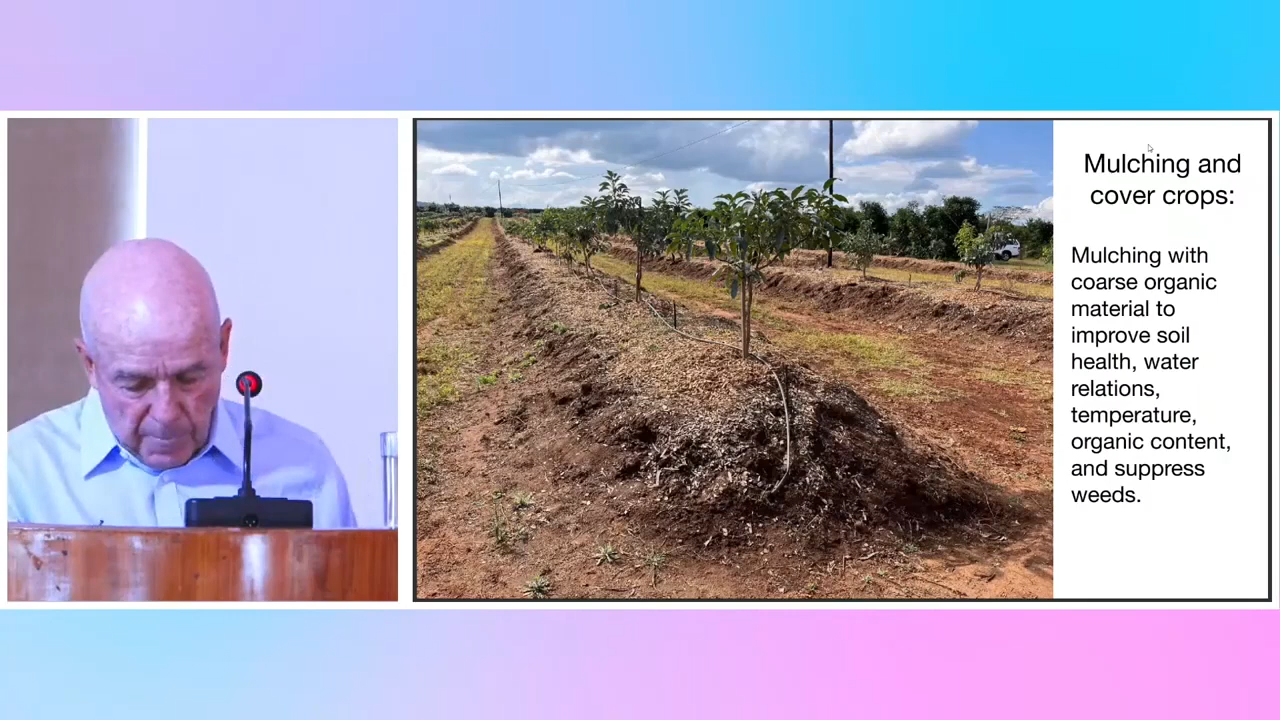 Mulching and
cover crops:
Mulching with
coarse organic
material to
improve soil
health, water
relations,
temperature,
organic content,
and suppress
weeds.